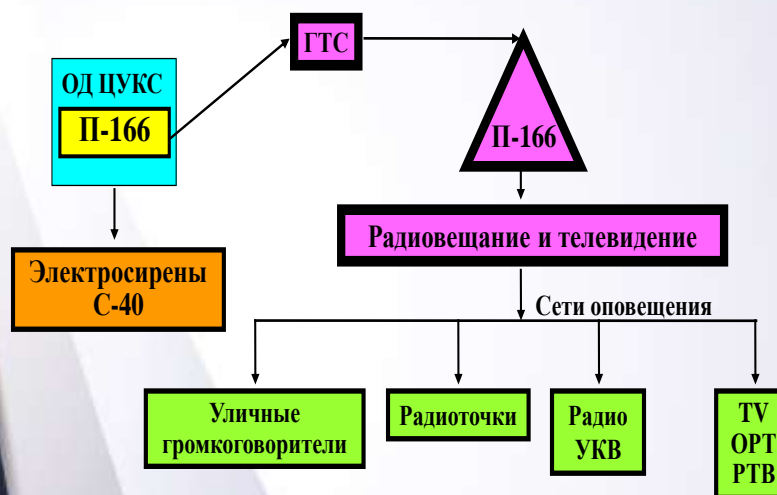 ГТС
ОД ЦУКС
П-166
П-166
Радиовещание и телевидение
Электросирены
С-40
Сети оповещения
Уличные
громкоговорители
Радиоточки
Радио
УКВ
TV
ОРТ
РТВ